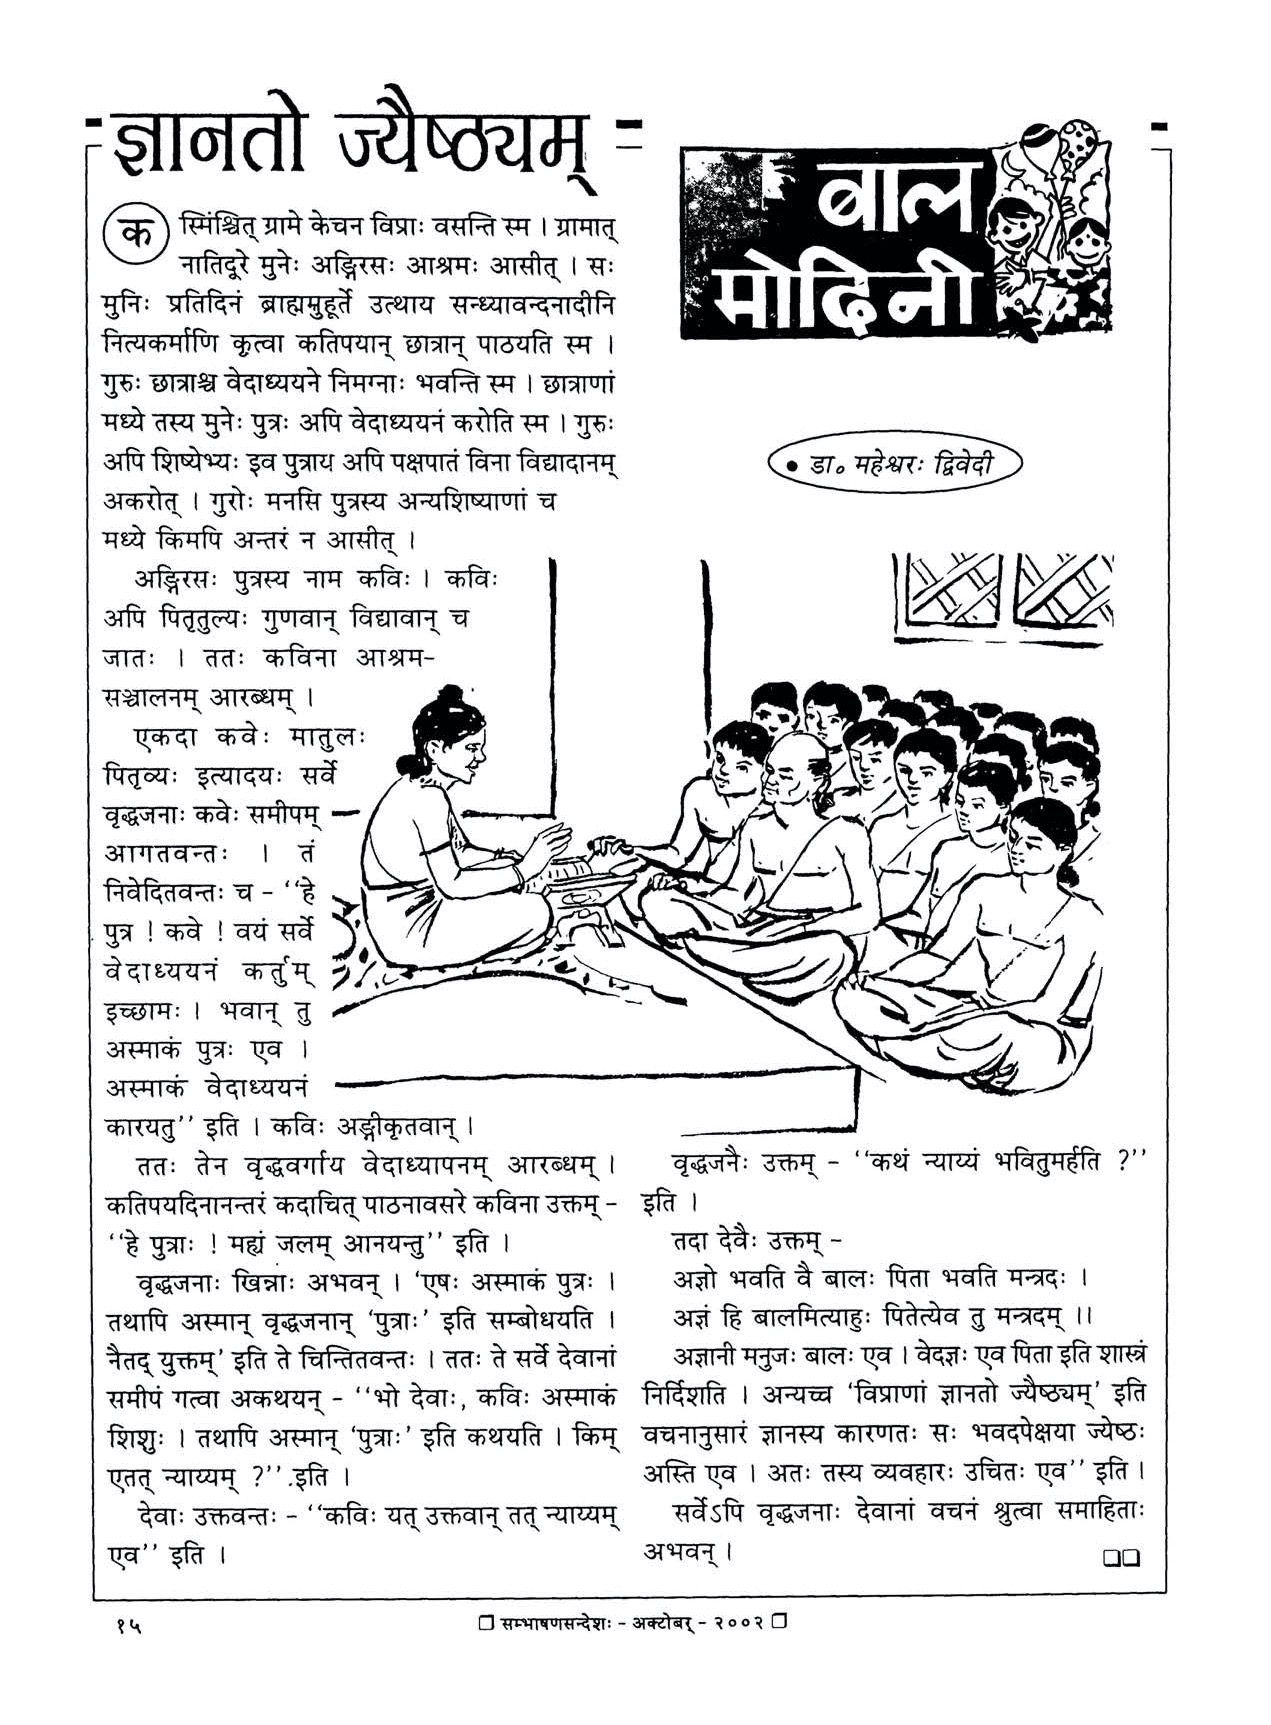 ज्ञानतो ज्यैष्ठ्यम्
बाल
मोदिनी
• डा. महेश्वरः द्विवेदी
कस्मिंश्चित् ग्रामे केचन विप्राः वसन्ति स्म । ग्रामात्
नातिदूरे मुनेः अङ्गिरसः आश्रमः आसीत् । सः
मुनिः प्रतिदिनं ब्राह्ममुहूर्ते उत्थाय सन्ध्यावन्दनादीनि
नित्यकर्माणि कृत्वा कतिपयान् छात्रान् पाठयति स्म ।
गुरुः छात्राश्च वेदाध्ययने निमग्नाः भवन्ति स्म । छात्राणां
मध्ये तस्य मुनेः पुत्रः अपि वेदाध्ययनं करोति स्म । गुरुः
अपि शिष्येभ्यः इव पुत्राय अपि पक्षपातं विना विद्यादानम्
अकरोत् । गुरोः मनसि पुत्रस्य अन्यशिष्याणां च
मध्ये किमपि अन्तरं न आसीत् ।
अङ्गिरसः पुत्रस्य नाम कविः । कविः
अपि पितृतुल्यः गुणवान् विद्यावान् च
जातः । ततः कविना आश्रम-
सञ्चालनम् आरब्धम् ।
एकदा कवेः मातुलः
पितृव्यः इत्यादयः सर्वे
वृद्धजनाः कवेः समीपम्
आगतवन्तः । तं
निवेदितवन्तः च - ‘‘हे
पुत्र ! कवे ! वयं सर्वे
वेदाध्ययनं कर्तुम्
इच्छामः । भवान् तु
अस्माकं पुत्रः एव ।
अस्माकं वेदाध्ययनं
कारयतु’’ इति । कविः अङ्गीकृतवान् ।
ततः तेन वृद्धवर्गाय वेदाध्यापनम् आरब्धम् ।
कतिपयदिनानन्तरं कदाचित् पाठनावसरे कविना उक्तम् -
‘‘हे पुत्राः ! मह्यं जलम् आनयन्तु’’ इति ।
वृद्धजनाः खिन्नाः अभवन् । ‘एषः अस्माकं पुत्रः ।
तथापि अस्मान् वृद्धजनान् ‘पुत्राः’ इति सम्बोधयति ।
नैतद् युक्तम्’ इति ते चिन्तितवन्तः । ततः ते सर्वे देवानां
समीपं गत्वा अकथयन् - ‘‘भो देवाः, कविः अस्माकं
शिशुः । तथापि अस्मान् ‘पुत्राः’ इति कथयति । किम्
एतत् न्याय्यम् ?’’ इति ।
देवाः उक्तवन्तः - ‘‘कविः यत् उक्तवान् तत् न्याय्यम्
एव’’ इति ।
वृद्धजनैः उक्तम् - ‘‘कथं न्याय्यं भवितुमर्हति ?’’
इति ।
तदा देवैः उक्तम् -
अज्ञो भवति वै बालः पिता भवति मन्त्रदः ।
अज्ञं हि बालमित्याहुः पितेत्येव तु मन्त्रदम् ।।
अज्ञानी मनुजः बालः एव । वेदज्ञः एव पिता इति शास्त्रं
निर्दिशति । अन्यच्च ‘विप्राणां ज्ञानतो ज्यैष्ठ्यम्’ इति
वचनानुसारं ज्ञानस्य कारणतः सः भवदपेक्षया ज्येष्ठः
अस्ति एव । अतः तस्य व्यवहारः उचितः एव’’ इति ।
सर्वेऽपि वृद्धजनाः देवानां वचनं श्रुत्वा समाहिताः
अभवन् ।
१५
❐ सम्भाषणसन्देशः - अक्टोबर् - २००२ ❐